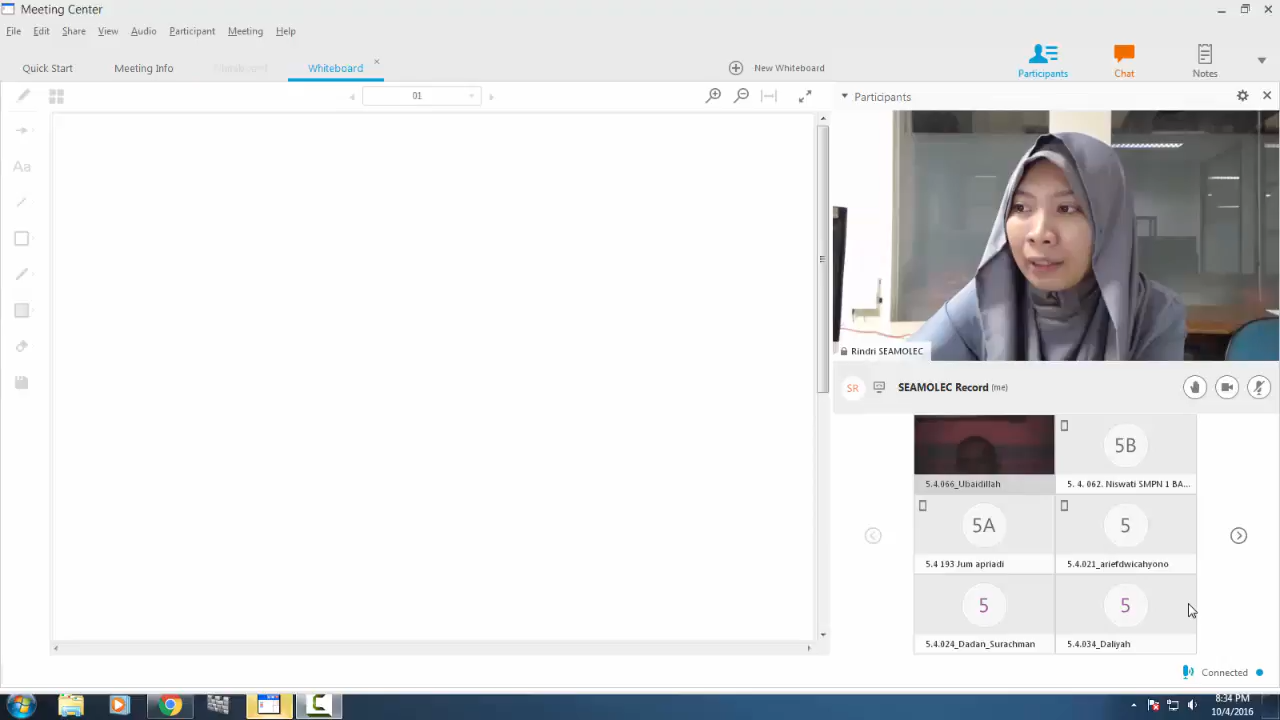 Meeting Center
File Edit Share View Audio Participant Meeting Help
Quick Start Meeting Info Whiteboard New Whiteboard
Participants Chat Notes
01
Participants
Aa
Rindri SEAMOLEC
SR SEAMOLEC Record (me)
5B
5.4.066_Ubaidillah 5. 4. 062. Niswati SMPN 1 BA...
5A 5
5.4 193 Jum apriadi 5.4.021_ariefdwicahyono
5 5
5.4.024_Dadan_Surachman 5.4.034_Daliyah
Connected
8:34 PM
10/4/2016